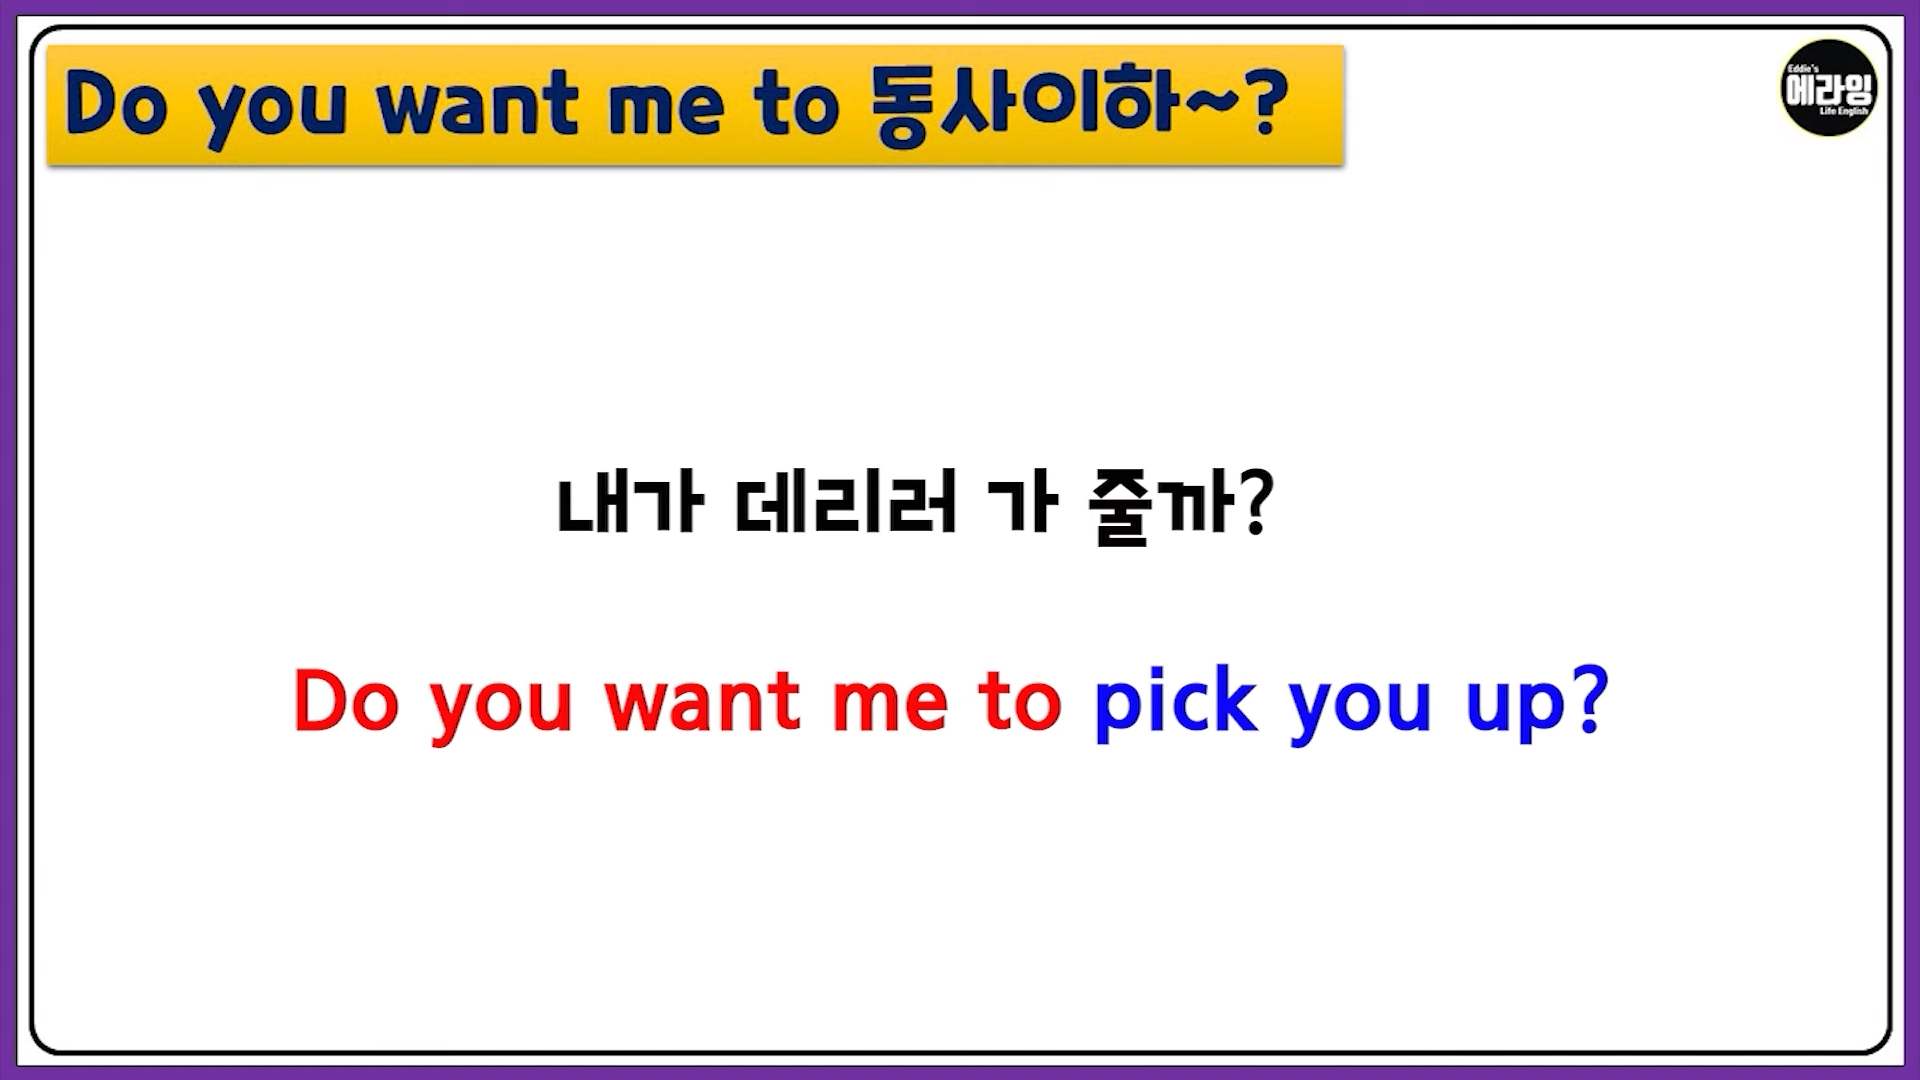 Do you want me to 동사이하~?
Eddie's
에라잉
Life English
내가 데리러 가 줄까?
Do you want me to pick you up?